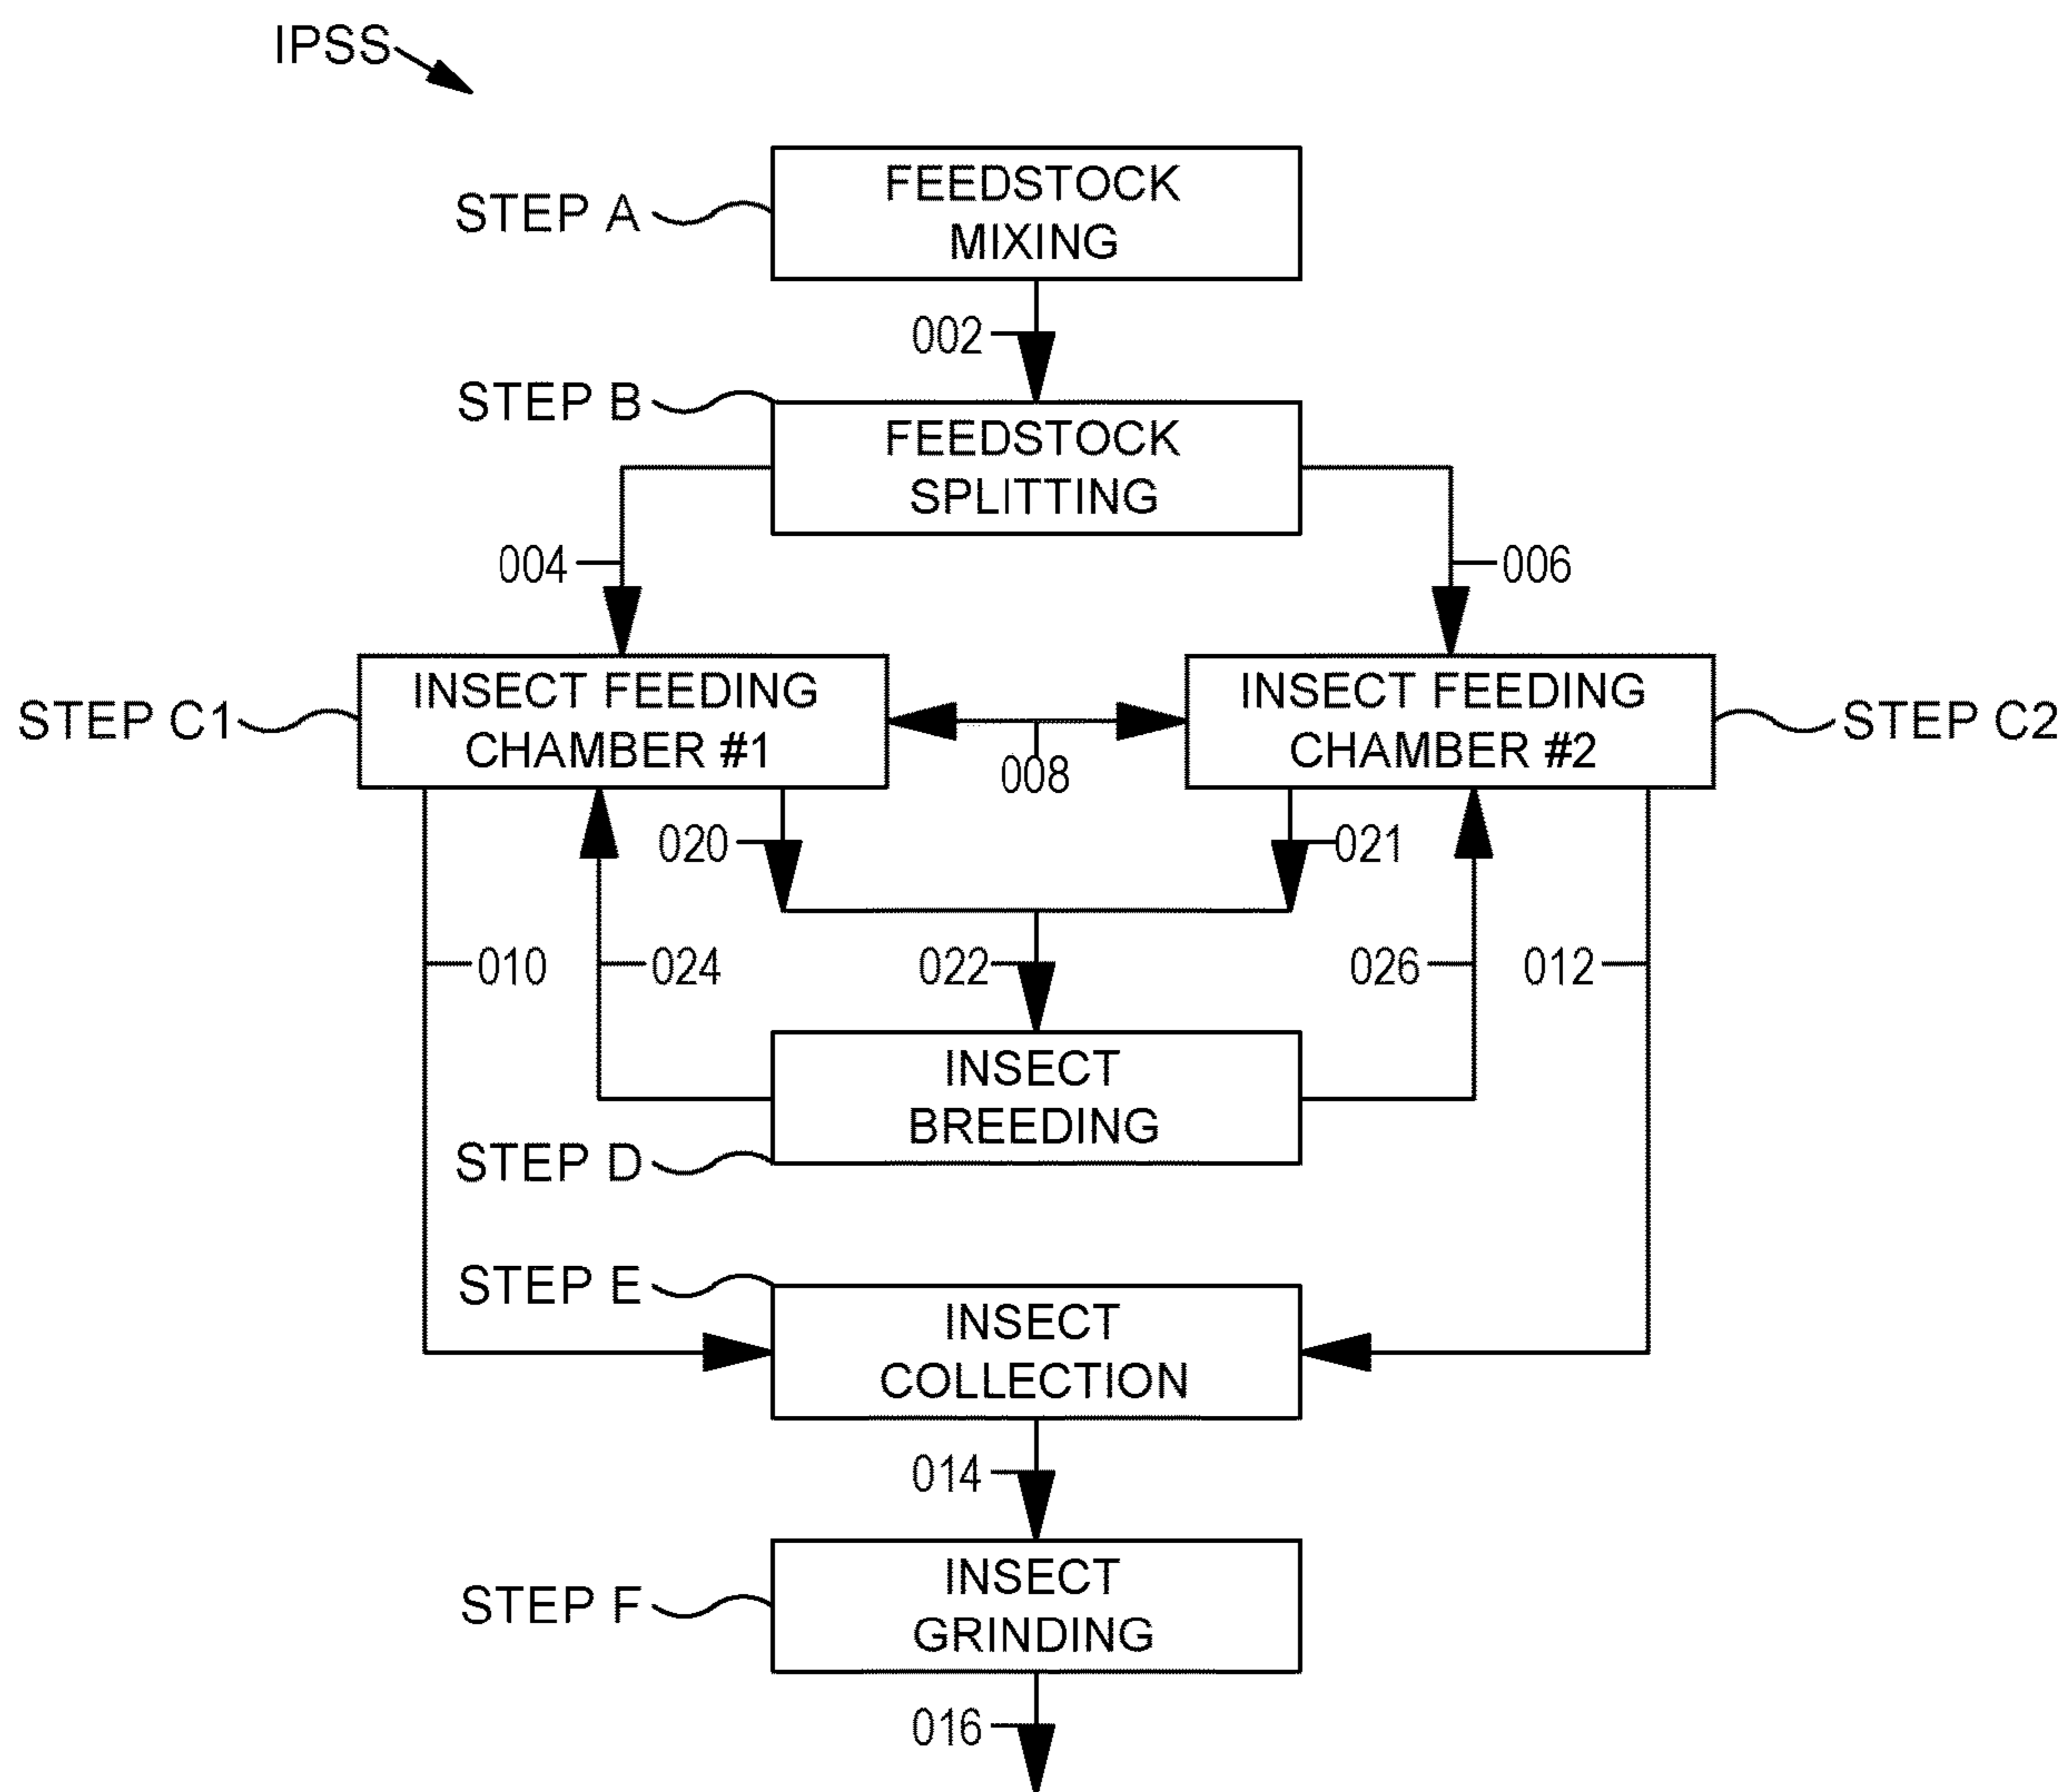 IPSS
STEP A
FEEDSTOCK
MIXING
002
STEP B
FEEDSTOCK
SPLITTING
004
006
STEP C1
INSECT FEEDING
CHAMBER #1
008
INSECT FEEDING
CHAMBER #2
STEP C2
020
021
010
024
022
026
012
INSECT
BREEDING
STEP D
STEP E
INSECT
COLLECTION
014
STEP F
INSECT
GRINDING
016